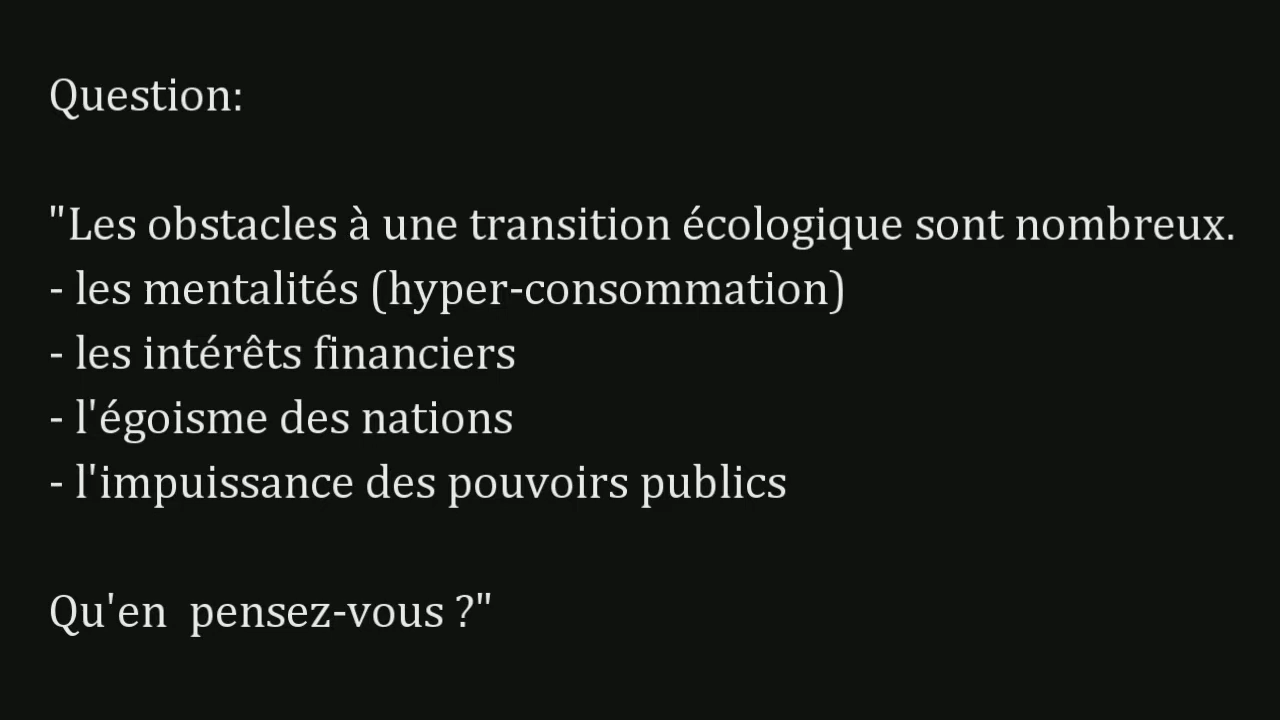 Question:
"Les obstacles à une transition écologique sont nombreux.
- les mentalités (hyper-consommation)
- les intérêts financiers
- l'égoisme des nations
- l'impuissance des pouvoirs publics
Qu'en  pensez-vous ?"